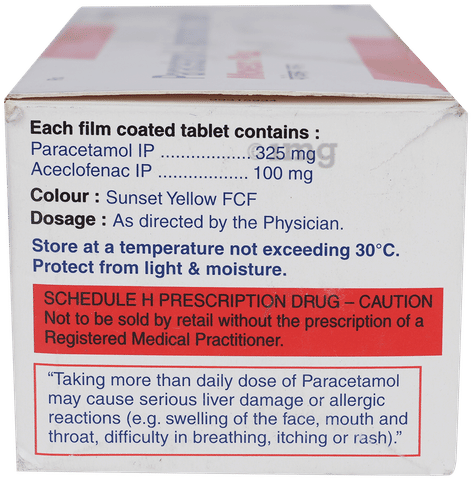 Each film coated tablet contains :
Paracetamol IP ..................... 325 mg
Aceclofenac IP .................. 100 mg
Colour : Sunset Yellow FCF
Dosage : As directed by the Physician.
Store at a temperature not exceeding 30°C.
Protect from light & moisture.
SCHEDULE H PRESCRIPTION DRUG – CAUTION
Not to be sold by retail without the prescription of a
Registered Medical Practitioner.
“Taking more than daily dose of Paracetamol
may cause serious liver damage or allergic
reactions (e.g. swelling of the face, mouth and
throat, difficulty in breathing, itching or rash).”